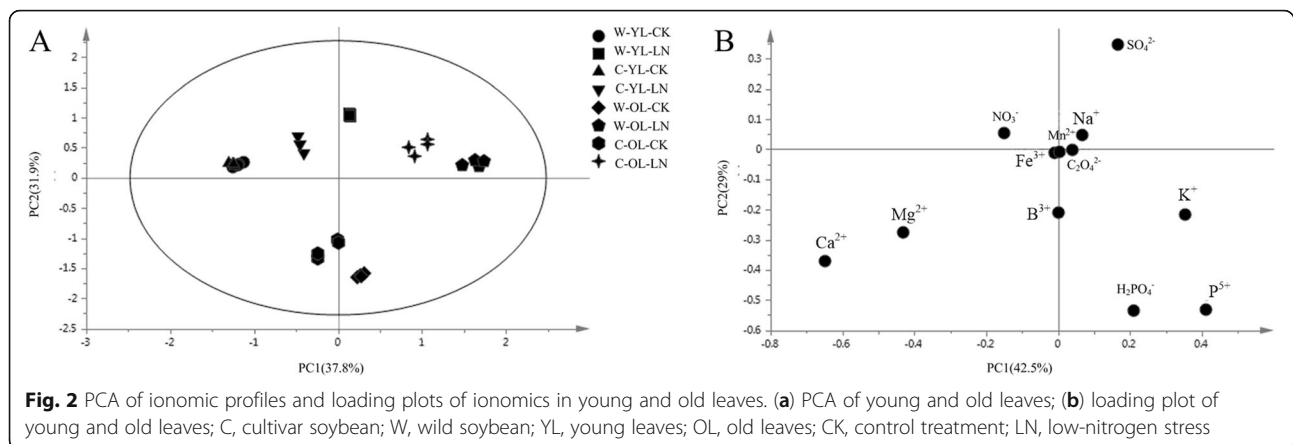 A
W-YL-CK
W-YL-LN
C-YL-CK
C-YL-LN
W-OL-CK
W-OL-LN
C-OL-CK
C-OL-LN
PC2(31.9%)
2
1.5
1
0.5
0
-0.5
-1
-1.5
-2
-2.5
-3
-2
-1
0
1
2
PC1(37.8%)
B
PC2(29%)
0.3
0.2
0.1
0
-0.1
-0.2
-0.3
-0.4
-0.5
-0.6
-0.8
-0.6
-0.4
-0.2
0
0.2
0.4
PC1(42.5%)
SO₄²⁻
NO₃⁻
Na⁺
Mn²⁺
Fe³⁺
C₂O₄²⁻
K⁺
B³⁺
Mg²⁺
Ca²⁺
H₂PO₄⁻
P⁵⁺
Fig. 2 PCA of ionomic profiles and loading plots of ionomics in young and old leaves. (a) PCA of young and old leaves; (b) loading plot of
young and old leaves; C, cultivar soybean; W, wild soybean; YL, young leaves; OL, old leaves; CK, control treatment; LN, low-nitrogen stress